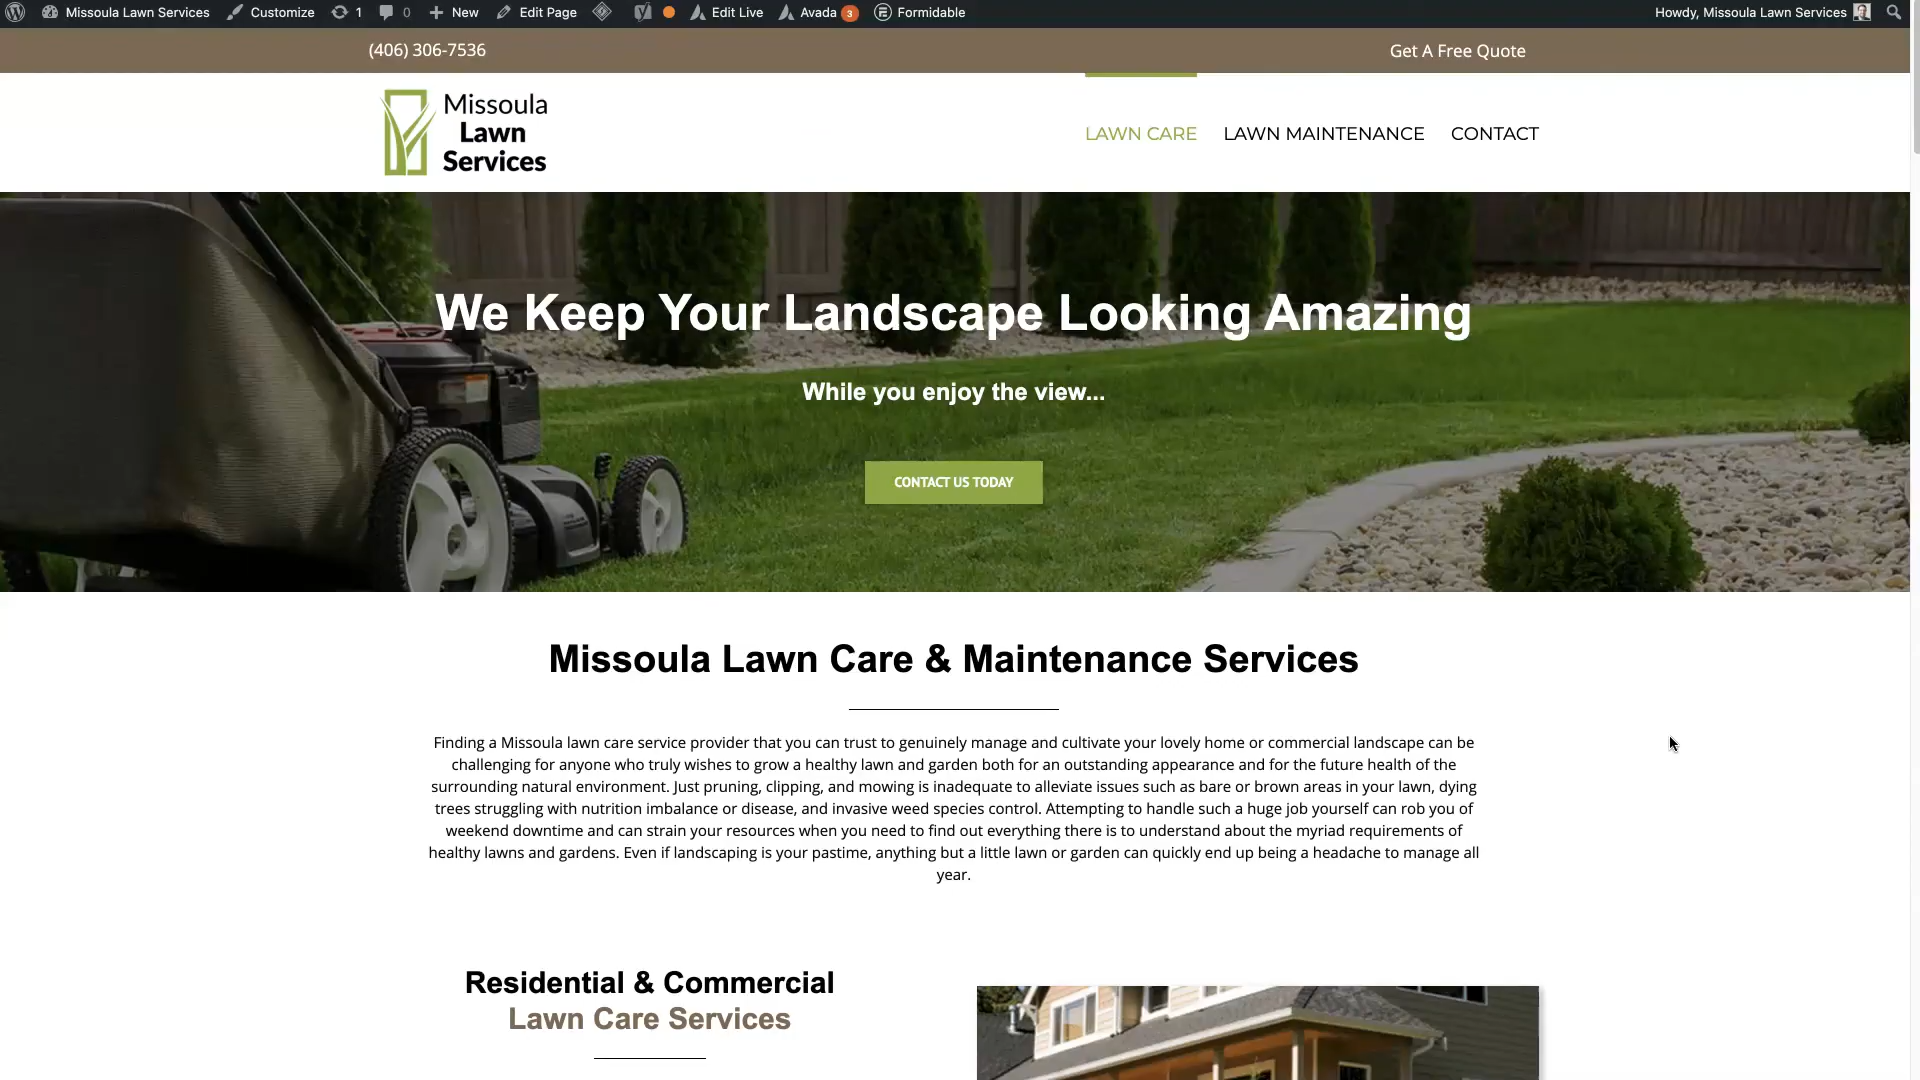 Missoula Lawn Services Customize 1 0 New Edit Page Edit Live Avada 3 Formidable Howdy, Missoula Lawn Services
(406) 306-7536 Get A Free Quote
Missoula
Lawn
Services
LAWN CARE LAWN MAINTENANCE CONTACT
We Keep Your Landscape Looking Amazing
While you enjoy the view...
CONTACT US TODAY
Missoula Lawn Care & Maintenance Services
Finding a Missoula lawn care service provider that you can trust to genuinely manage and cultivate your lovely home or commercial landscape can be
challenging for anyone who truly wishes to grow a healthy lawn and garden both for an outstanding appearance and for the future health of the
surrounding natural environment. Just pruning, clipping, and mowing is inadequate to alleviate issues such as bare or brown areas in your lawn, dying
trees struggling with nutrition imbalance or disease, and invasive weed species control. Attempting to handle such a huge job yourself can rob you of
weekend downtime and can strain your resources when you need to find out everything there is to understand about the myriad requirements of
healthy lawns and gardens. Even if landscaping is your pastime, anything but a little lawn or garden can quickly end up being a headache to manage all
year.
Residential & Commercial
Lawn Care Services